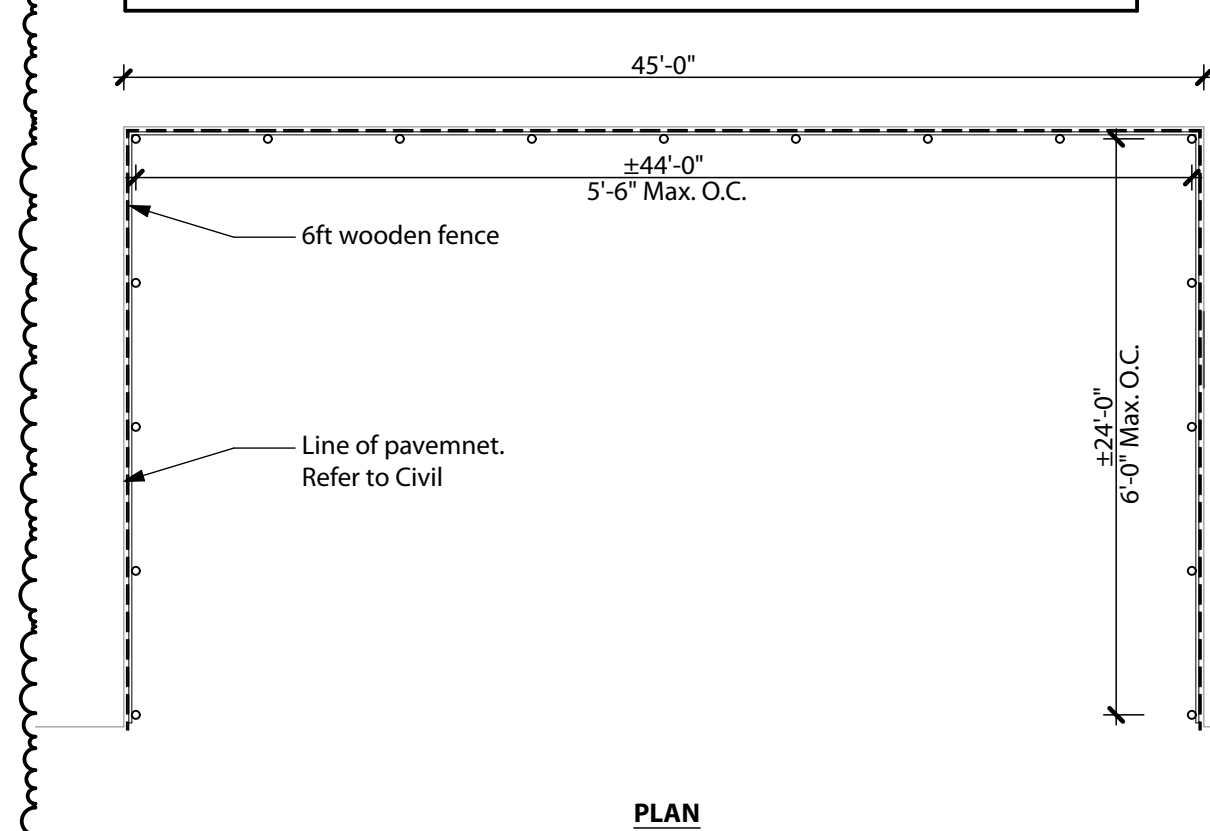 45'-0"
±44'-0"
5'-6" Max. O.C.
6ft wooden fence
±24'-0"
6'-0" Max. O.C.
Line of pavemnet.
Refer to Civil
PLAN